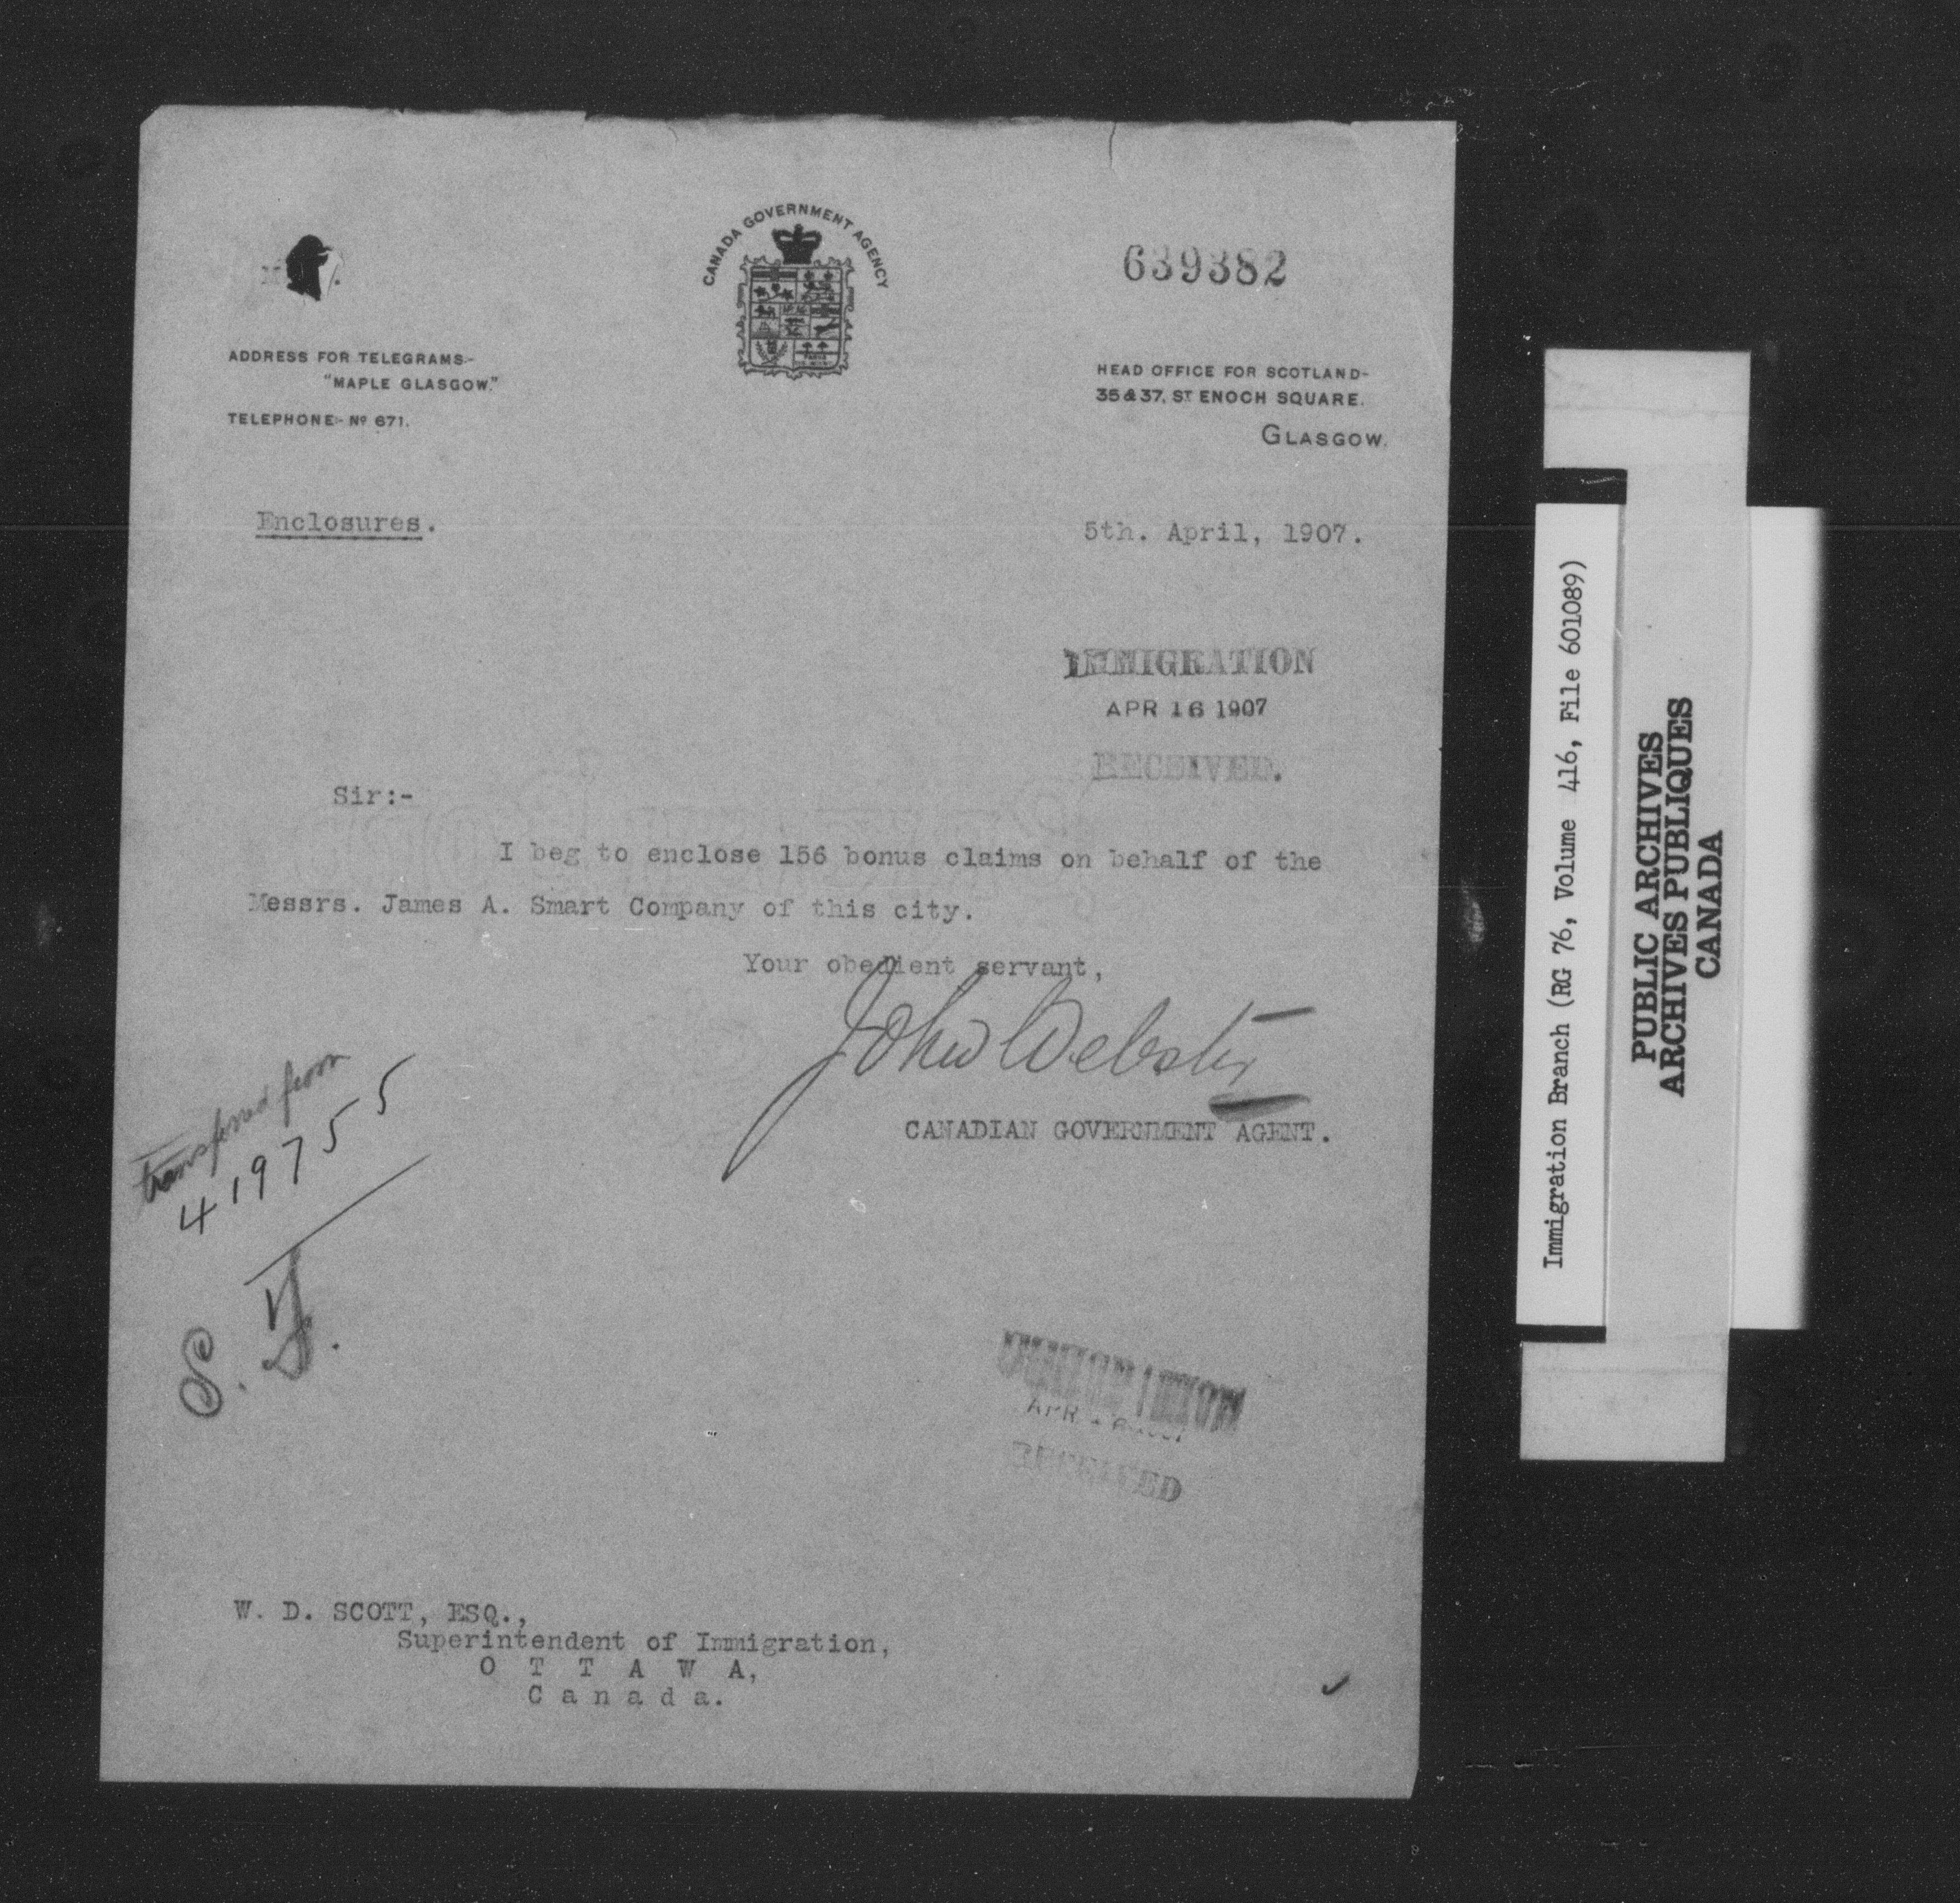 CANADA GOVERNMENT AGENCY
639382
ADDRESS FOR TELEGRAMS:-
"MAPLE GLASGOW."
TELEPHONE:- Nº 671.
HEAD OFFICE FOR SCOTLAND-
35 & 37, ST ENOCH SQUARE.
GLASGOW.
Enclosures.
5th. April, 1907.
IMMIGRATION
APR 16 1907
RECEIVED.
Sir:-
I beg to enclose 156 bonus claims on behalf of the
Messrs. James A. Smart Company of this city.
Your obedient servant,
John Webster
CANADIAN GOVERNMENT AGENT.
transferred from
419755
S.
APR
RECEIVED
W. D. SCOTT, ESQ.,
Superintendent of Immigration,
O T T A W A,
C a n a d a.
Immigration Branch (RG 76, Volume 416, File 601089)
PUBLIC ARCHIVES
ARCHIVES PUBLIQUES
CANADA